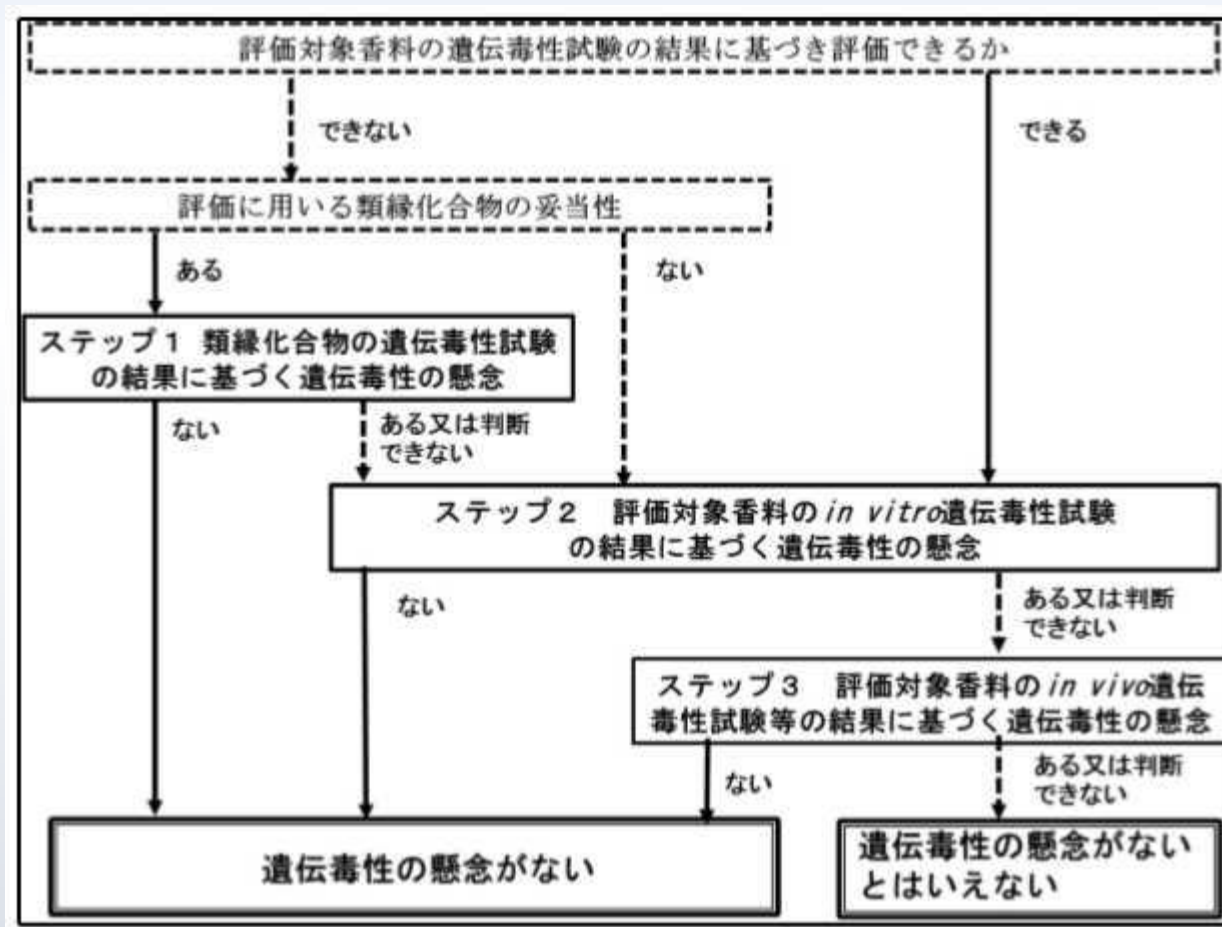 評価対象香料の遺伝毒性試験の結果に基づき評価できるか
できない
できる
評価に用いる類縁化合物の妥当性
ある
ない
ステップ1 類縁化合物の遺伝毒性試験
の結果に基づく遺伝毒性の懸念
ない
ある又は判断
できない
ステップ2 評価対象香料のin vitro遺伝毒性試験
の結果に基づく遺伝毒性の懸念
ない
ある又は判断
できない
ステップ3 評価対象香料のin vivo遺伝
毒性試験等の結果に基づく遺伝毒性の懸念
ない
ある又は判断
できない
遺伝毒性の懸念がない
遺伝毒性の懸念がない
とはいえない